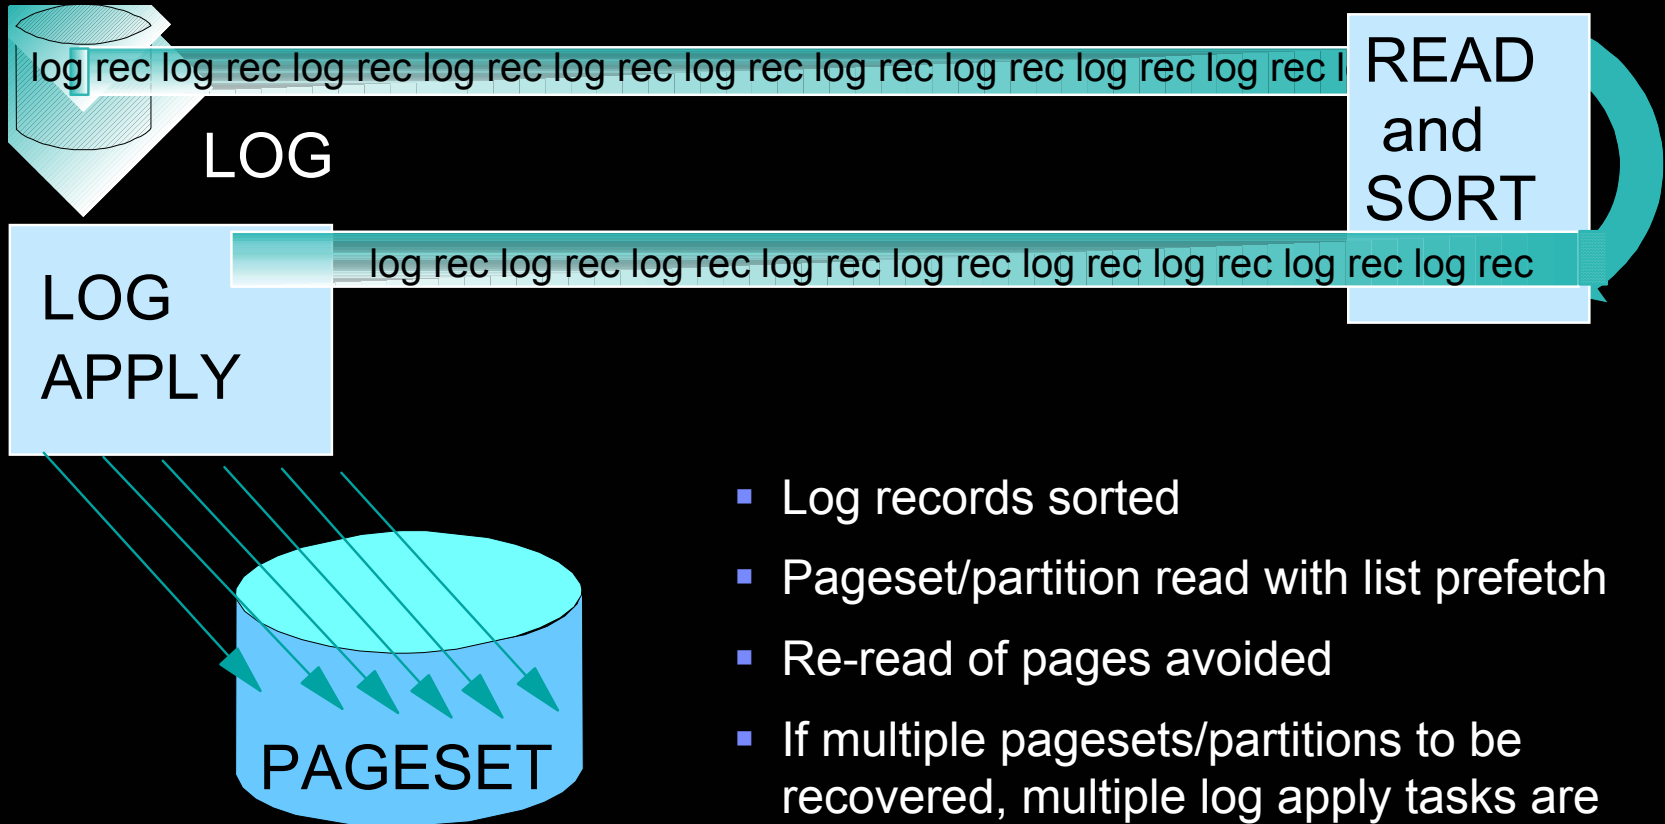 log rec log rec log rec log rec log rec log rec log rec log rec log rec log rec l
READ
and
SORT
LOG
log rec log rec log rec log rec log rec log rec log rec log rec log rec
LOG
APPLY
PAGESET
▪ Log records sorted
▪ Pageset/partition read with list prefetch
▪ Re-read of pages avoided
▪ If multiple pagesets/partitions to be
recovered, multiple log apply tasks are